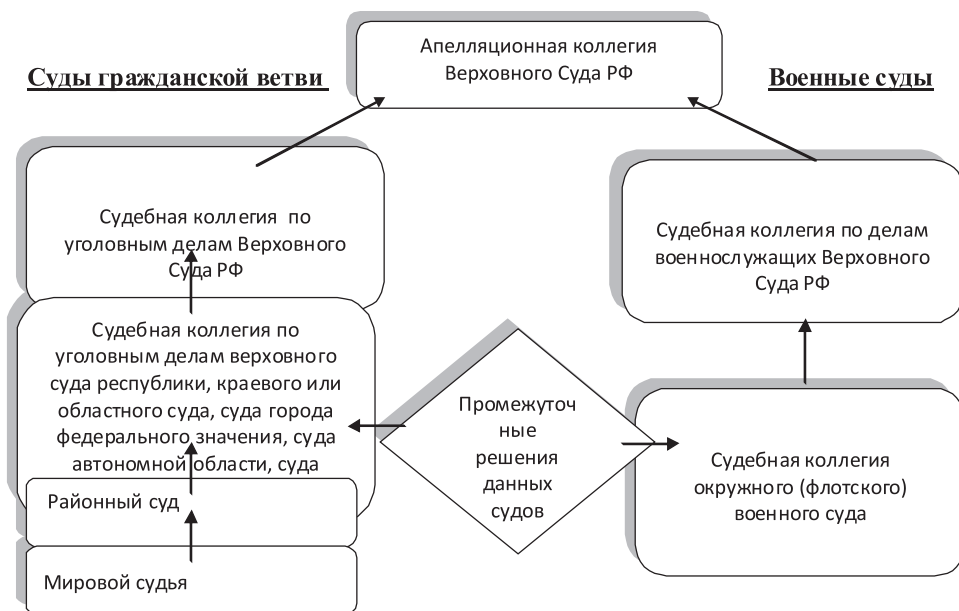 Апелляционная коллегия
Верховного Суда РФ
Суды гражданской ветви
Военные суды
Судебная коллегия по
уголовным делам Верховного
Суда РФ
Судебная коллегия по делам
военнослужащих Верховного
Суда РФ
Судебная коллегия по
уголовным делам верховного
суда республики, краевого или
областного суда, суда города
федерального значения, суда
автономной области, суда
Промежуточ
ные
решения
данных
судов
Судебная коллегия
окружного (флотского)
военного суда
Районный суд
Мировой судья